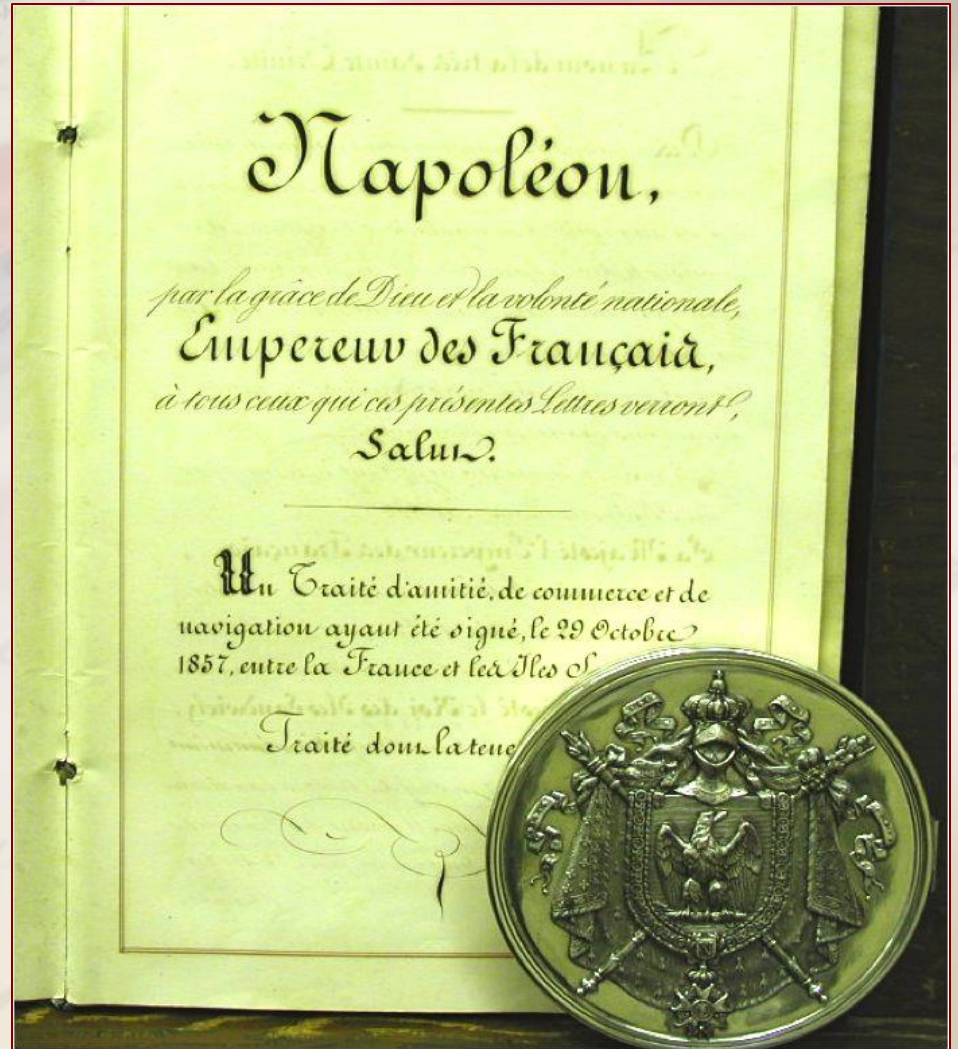 Napoléon,
par la grâce de Dieu et la volonté nationale,
Empereur des Français,
à tous ceux qui ces présentes Lettres verront,
Salut.
Un Traité d'amitié, de commerce et de
navigation ayant été signé, le 29 Octobre
1857, entre la France et les Iles
Traité dont la